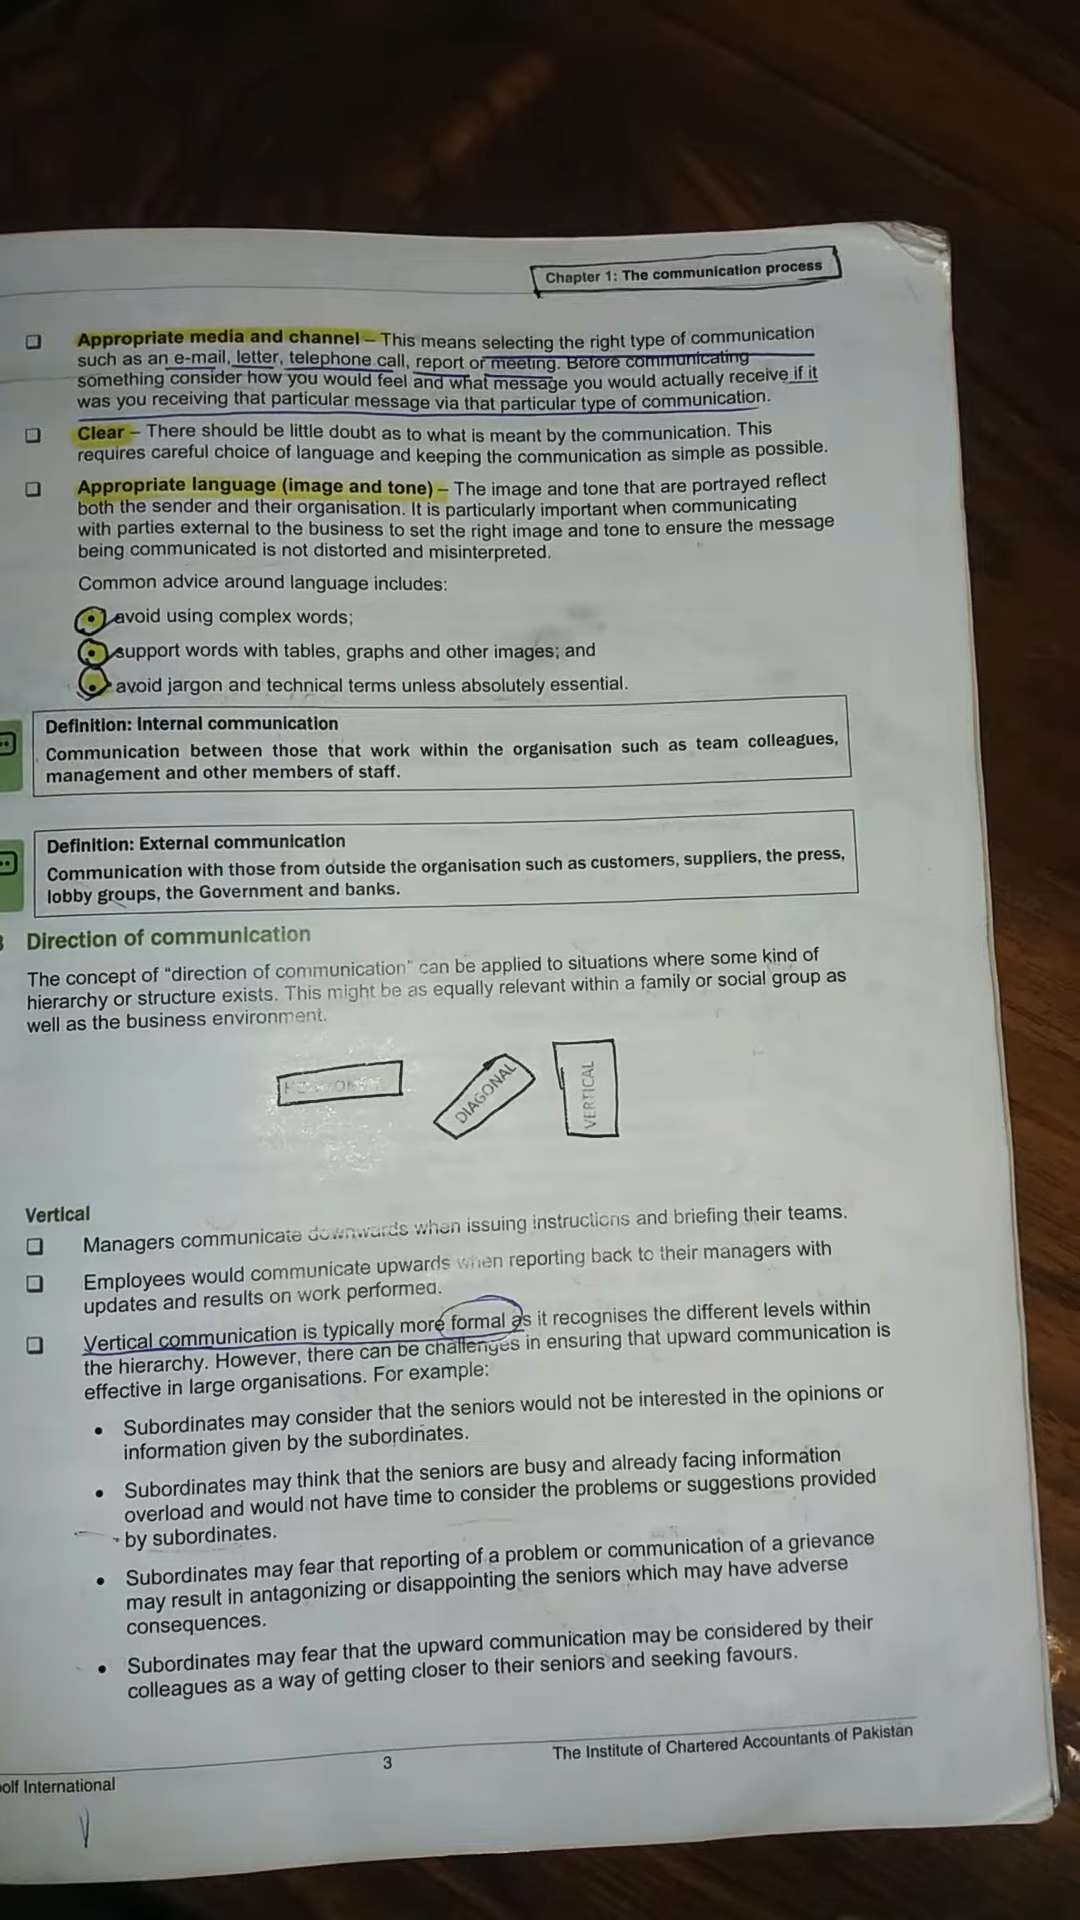 Chapter 1: The communication process
❑ Appropriate media and channel – This means selecting the right type of communication
such as an e-mail, letter, telephone call, report or meeting. Before communicating
something consider how you would feel and what message you would actually receive if it
was you receiving that particular message via that particular type of communication.
❑ Clear – There should be little doubt as to what is meant by the communication. This
requires careful choice of language and keeping the communication as simple as possible.
❑ Appropriate language (image and tone) – The image and tone that are portrayed reflect
both the sender and their organisation. It is particularly important when communicating
with parties external to the business to set the right image and tone to ensure the message
being communicated is not distorted and misinterpreted.
Common advice around language includes:
• avoid using complex words;
• support words with tables, graphs and other images; and
• avoid jargon and technical terms unless absolutely essential.
Definition: Internal communication
Communication between those that work within the organisation such as team colleagues,
management and other members of staff.
Definition: External communication
Communication with those from outside the organisation such as customers, suppliers, the press,
lobby groups, the Government and banks.
Direction of communication
The concept of “direction of communication” can be applied to situations where some kind of
hierarchy or structure exists. This might be as equally relevant within a family or social group as
well as the business environment.
DIAGONAL
VERTICAL
Vertical
❑ Managers communicate downwards when issuing instructions and briefing their teams.
❑ Employees would communicate upwards when reporting back to their managers with
updates and results on work performed.
❑ Vertical communication is typically more formal as it recognises the different levels within
the hierarchy. However, there can be challenges in ensuring that upward communication is
effective in large organisations. For example:
• Subordinates may consider that the seniors would not be interested in the opinions or
information given by the subordinates.
• Subordinates may think that the seniors are busy and already facing information
overload and would not have time to consider the problems or suggestions provided
by subordinates.
• Subordinates may fear that reporting of a problem or communication of a grievance
may result in antagonizing or disappointing the seniors which may have adverse
consequences.
• Subordinates may fear that the upward communication may be considered by their
colleagues as a way of getting closer to their seniors and seeking favours.
olf International
3
The Institute of Chartered Accountants of Pakistan